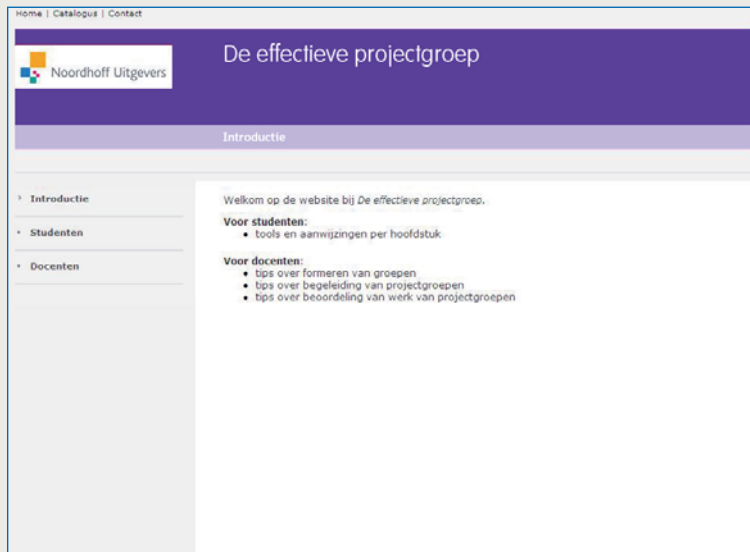 Home | Catalogus | Contact
Noordhoff Uitgevers
De effectieve projectgroep
Introductie
Introductie
Studenten
Docenten
Welkom op de website bij De effectieve projectgroep.
Voor studenten:
• tools en aanwijzingen per hoofdstuk
Voor docenten:
• tips over formeren van groepen
• tips over begeleiding van projectgroepen
• tips over beoordeling van werk van projectgroepen